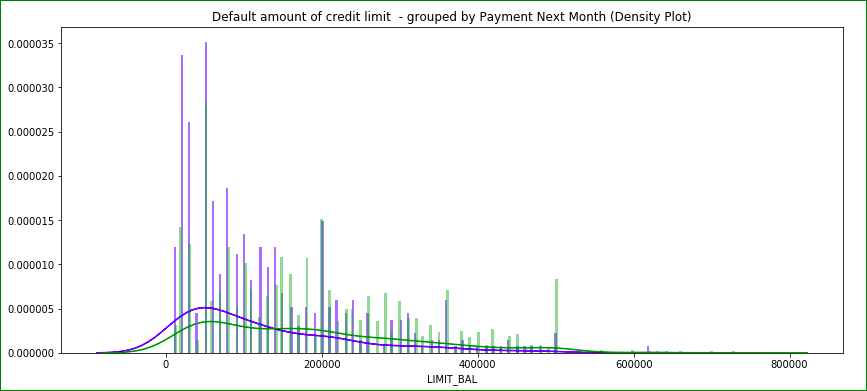 Default amount of credit limit  - grouped by Payment Next Month (Density Plot)
0.000035
0.000030
0.000025
0.000020
0.000015
0.000010
0.000005
0.000000
0 200000 400000 600000 800000
LIMIT_BAL